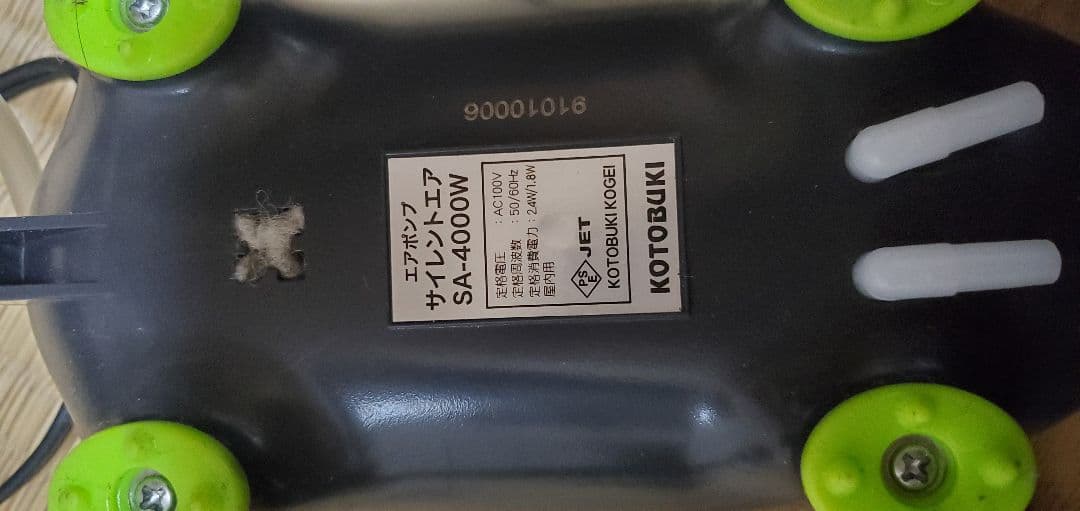 エアポンプ
サイレントエア
SA-4000W
定格電圧 : AC100V
定格周波数 : 50/60Hz
定格消費電力 : 2.4W/1.8W
屋内用
PSE JET
KOTOBUKI KOGEI
KOTOBUKI
91010006